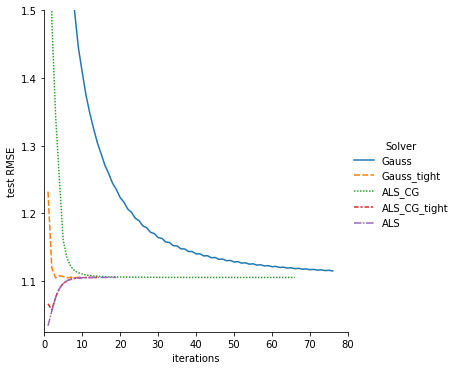 1.5
1.4
1.3
1.2
1.1
test RMSE
0 10 20 30 40 50 60 70 80
iterations
Solver
Gauss
Gauss_tight
ALS_CG
ALS_CG_tight
ALS